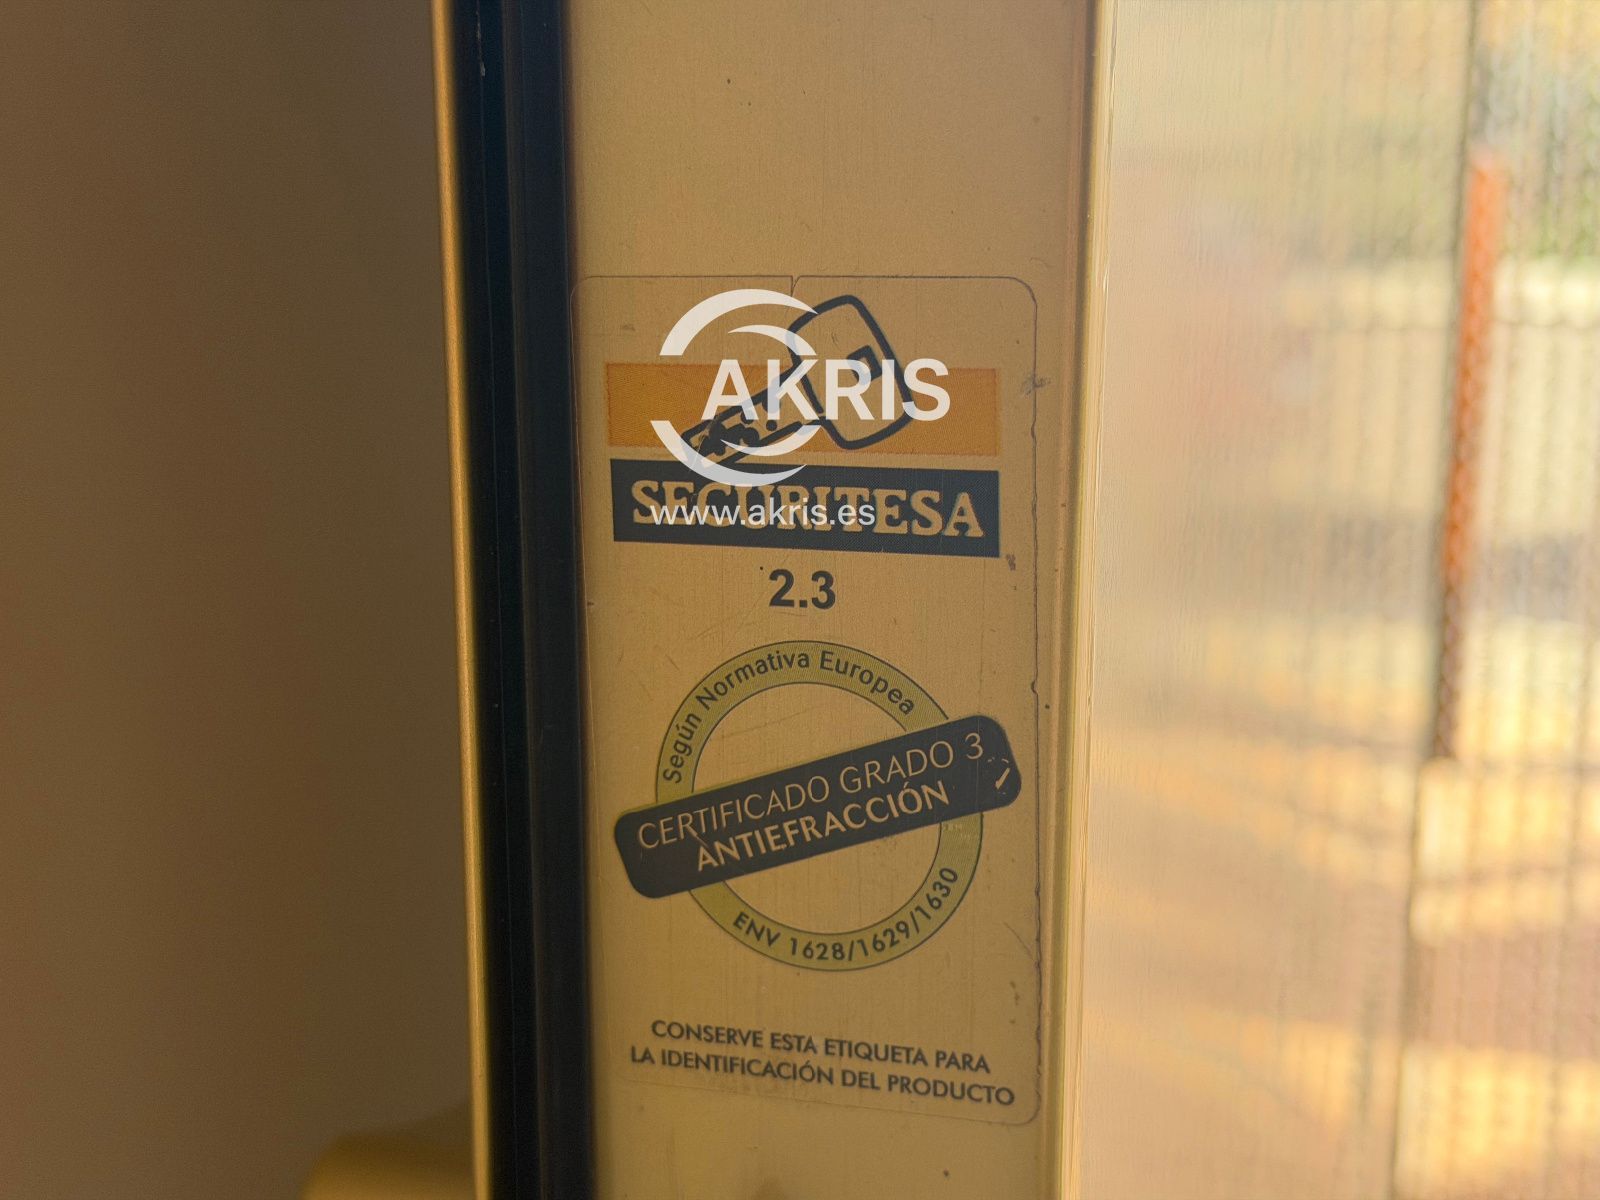 AKRIS
SECURITESA
www.akris.es
2.3
Según Normativa Europea
CERTIFICADO GRADO 3
ANTIEFRACCIÓN
ENV 1628/1629/1630
CONSERVE ESTA ETIQUETA PARA
LA IDENTIFICACIÓN DEL PRODUCTO